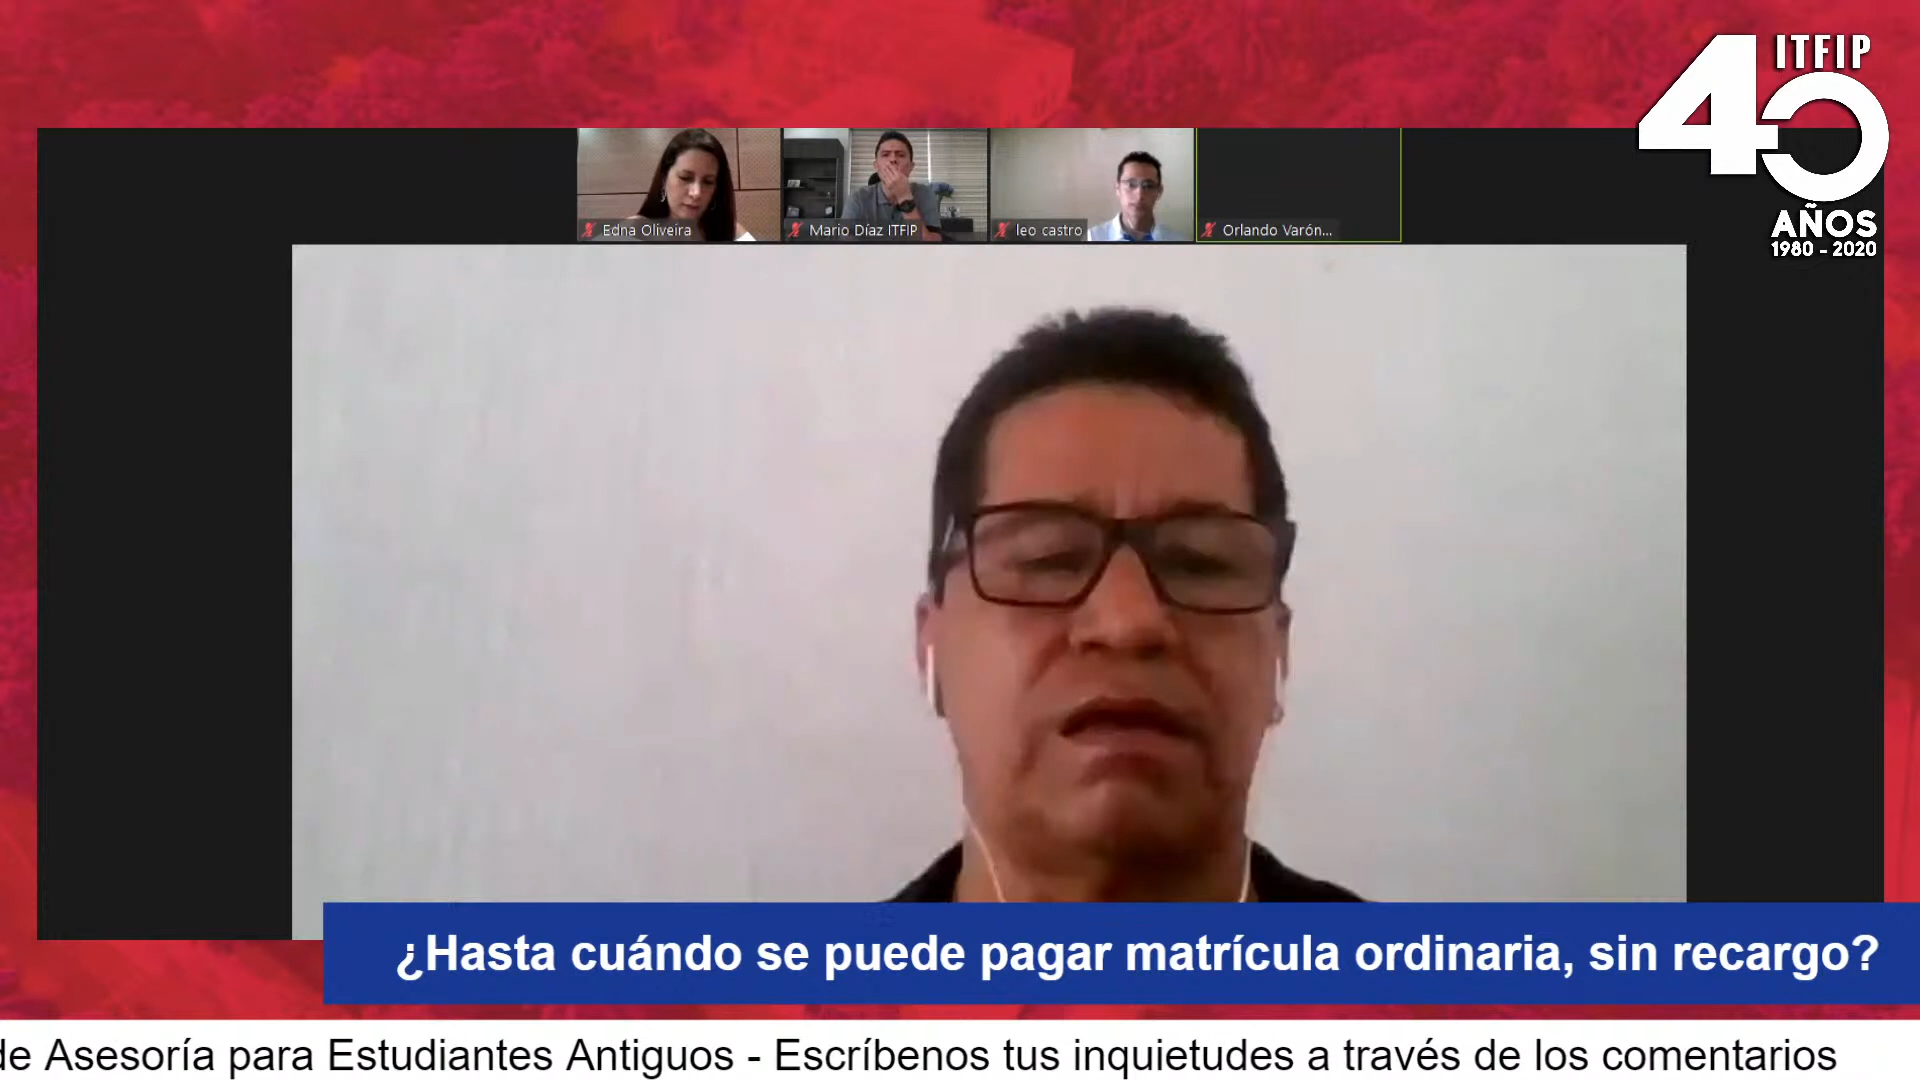 ITFIP
40
AÑOS
1980 - 2020
Edna Oliveira
Mario Díaz ITFIP
leo castro
Orlando Varón...
¿Hasta cuándo se puede pagar matrícula ordinaria, sin recargo?
de Asesoría para Estudiantes Antiguos - Escríbenos tus inquietudes a través de los comentarios